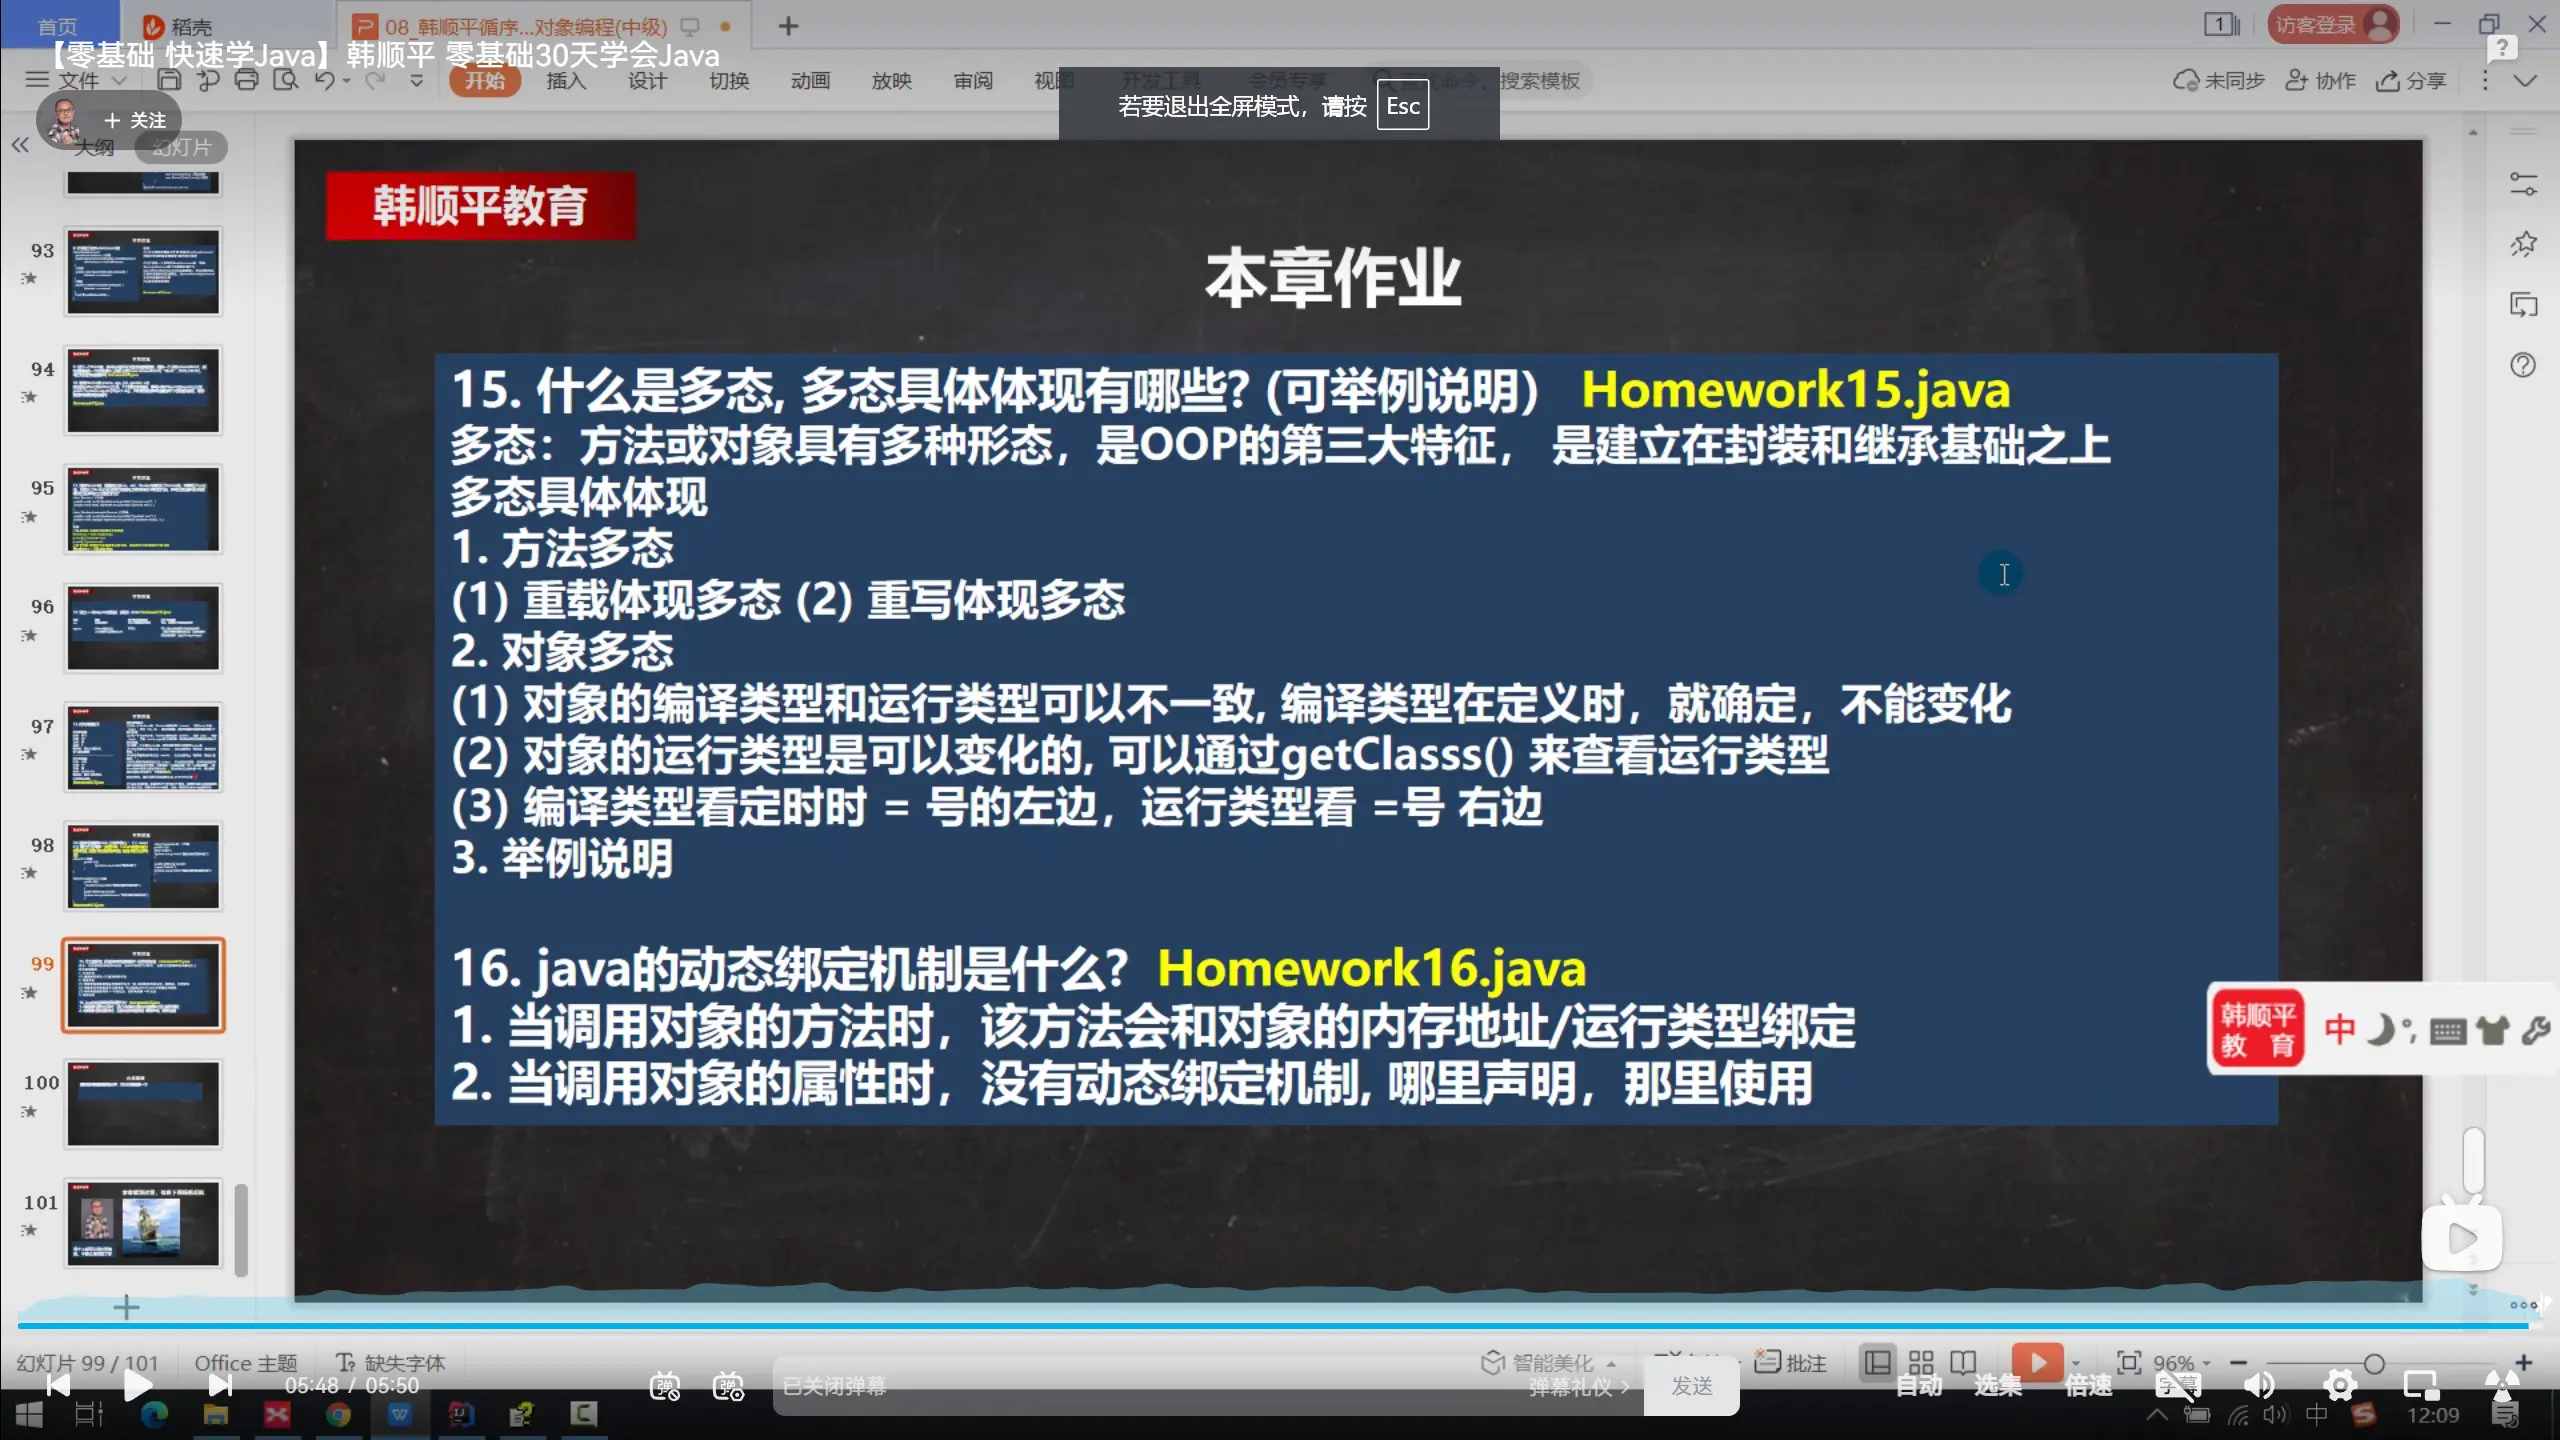 首页
稻壳
08_韩顺平循序...对象编程(中级)
+
1
访客登录
【零基础 快速学Java】韩顺平 零基础30天学会Java
文件
开始
插入
设计
切换
动画
放映
审阅
视图
开发工具
会员专享
搜索模板
未同步
协作
分享
若要退出全屏模式，请按 Esc
+ 关注
大纲
幻灯片
93
94
95
96
97
98
99
100
101
韩顺平教育
本章作业
15. 什么是多态, 多态具体体现有哪些? (可举例说明） Homework15.java
多态：方法或对象具有多种形态，是OOP的第三大特征， 是建立在封装和继承基础之上
多态具体体现
1. 方法多态
(1) 重载体现多态 (2) 重写体现多态
2. 对象多态
(1) 对象的编译类型和运行类型可以不一致, 编译类型在定义时，就确定，不能变化
(2) 对象的运行类型是可以变化的, 可以通过getClasss() 来查看运行类型
(3) 编译类型看定时时 = 号的左边，运行类型看 =号 右边
3. 举例说明
16. java的动态绑定机制是什么? Homework16.java
1. 当调用对象的方法时，该方法会和对象的内存地址/运行类型绑定
2. 当调用对象的属性时，没有动态绑定机制, 哪里声明，那里使用
韩顺平
教 育
中
幻灯片 99 / 101
Office 主题
缺失字体
智能美化
批注
96%
05:48 / 05:50
已关闭弹幕
弹幕礼仪 >
发送
自动
选集
倍速
字幕
中
12:09